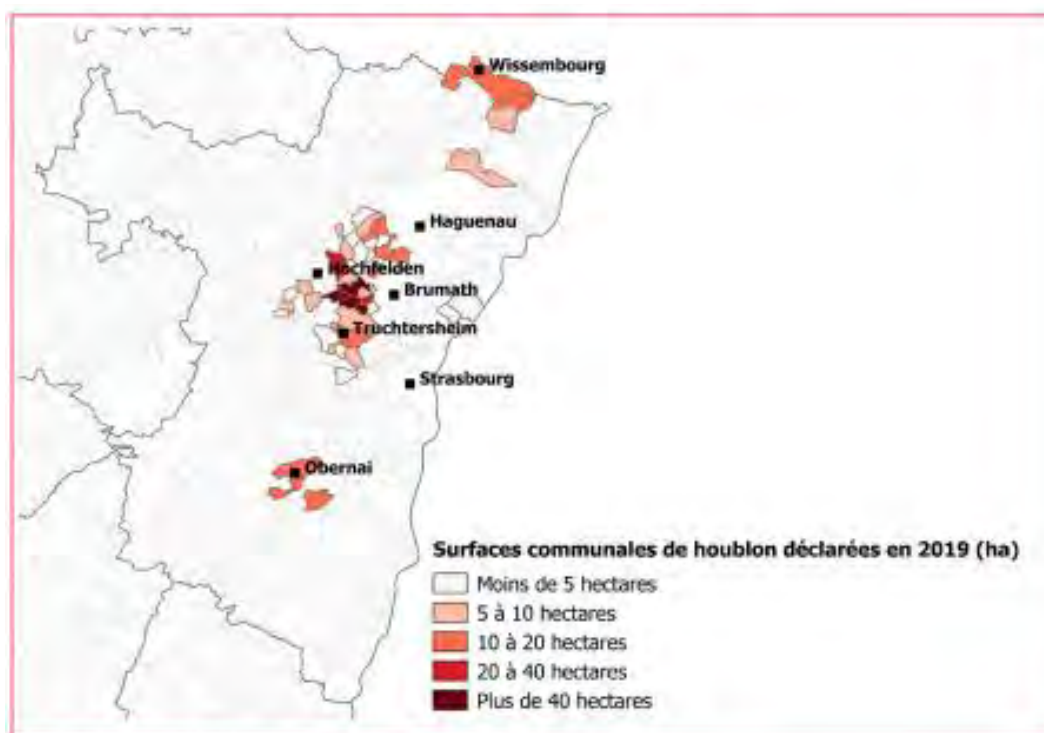 Wissembourg
Haguenau
Hochfelden
Brumath
Truchtersheim
Strasbourg
Obernai
Surfaces communales de houblon déclarées en 2019 (ha)
Moins de 5 hectares
5 à 10 hectares
10 à 20 hectares
20 à 40 hectares
Plus de 40 hectares